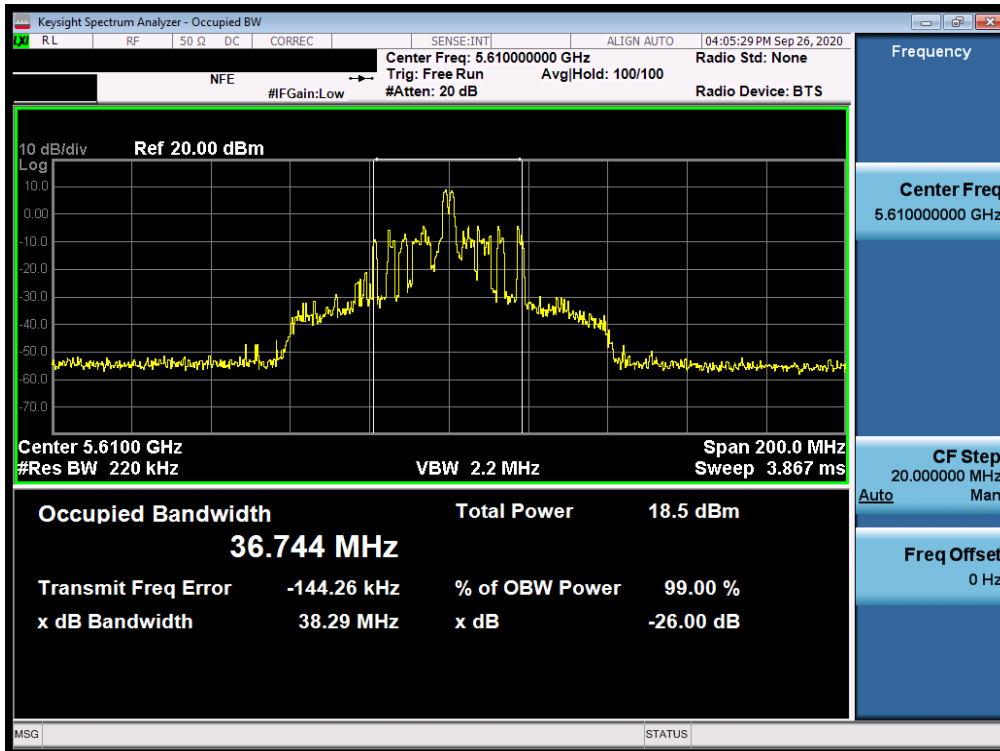 Keysight Spectrum Analyzer - Occupied BW
LXI RL RF 50 Ω DC CORREC SENSE:INT ALIGN AUTO 04:05:29 PM Sep 26, 2020
Center Freq: 5.610000000 GHz Radio Std: None
NFE Trig: Free Run Avg|Hold: 100/100
#IFGain:Low #Atten: 20 dB Radio Device: BTS
10 dB/div Ref 20.00 dBm
Log
10.0
0.00
-10.0
-20.0
-30.0
-40.0
-50.0
-60.0
-70.0
Center 5.6100 GHz Span 200.0 MHz
#Res BW 220 kHz VBW 2.2 MHz Sweep 3.867 ms
Occupied Bandwidth Total Power 18.5 dBm
36.744 MHz
Transmit Freq Error -144.26 kHz % of OBW Power 99.00 %
x dB Bandwidth 38.29 MHz x dB -26.00 dB
Frequency
Center Freq
5.610000000 GHz
CF Step
20.000000 MHz
Auto Man
Freq Offset
0 Hz
MSG STATUS